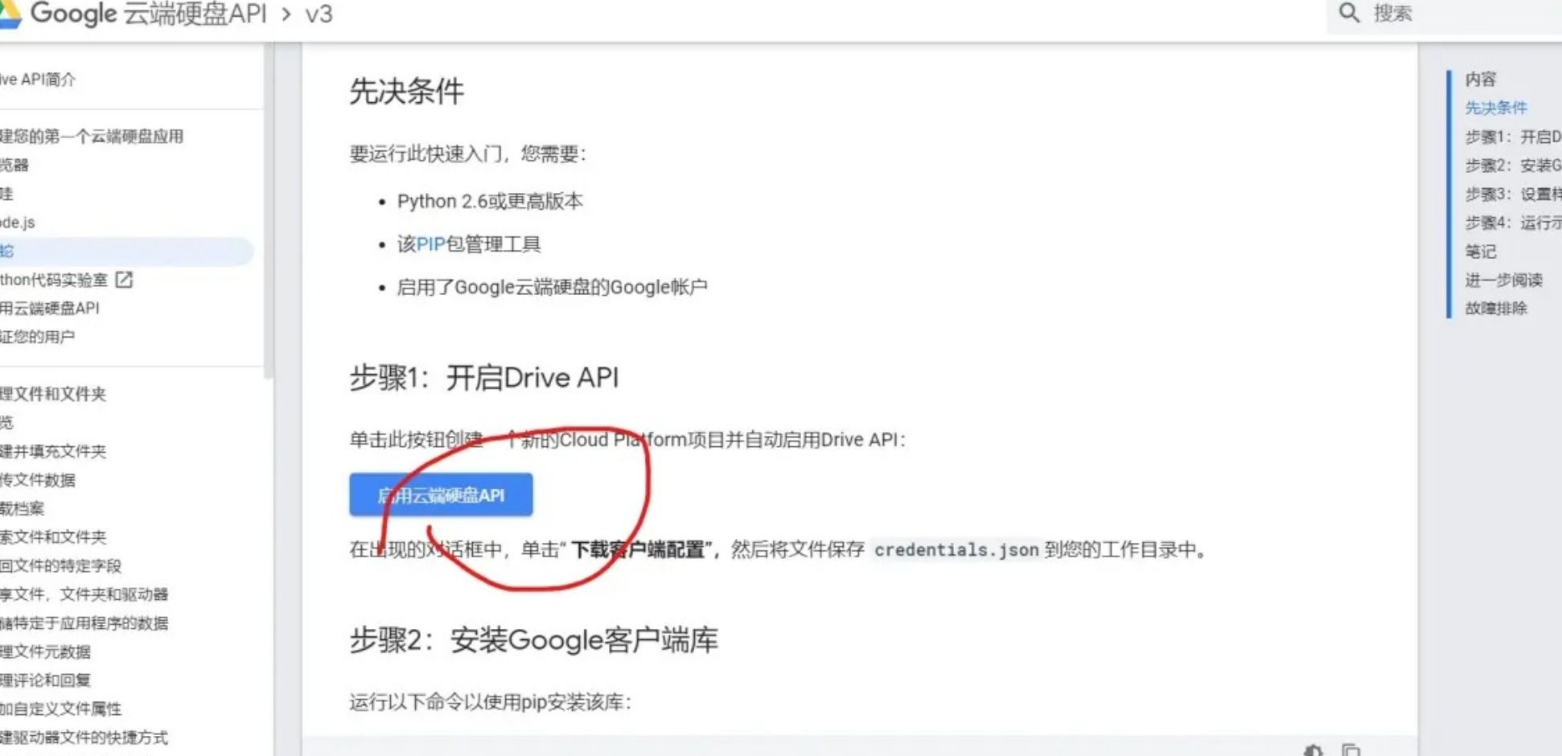 Google 云端硬盘API > v3
搜索
ive API简介
建您的第一个云端硬盘应用
览器
哇
ode.js
蛇
thon代码实验室
用云端硬盘API
证您的用户
理文件和文件夹
览
建并填充文件夹
传文件数据
载档案
索文件和文件夹
回文件的特定字段
享文件，文件夹和驱动器
储特定于应用程序的数据
理文件元数据
理评论和回复
加自定义文件属性
建驱动器文件的快捷方式
先决条件
要运行此快速入门，您需要：
• Python 2.6或更高版本
• 该PIP包管理工具
• 启用了Google云端硬盘的Google帐户
步骤1：开启Drive API
单击此按钮创建一个新的Cloud Platform项目并自动启用Drive API：
启用云端硬盘API
在出现的对话框中，单击“ 下载客户端配置”，然后将文件保存 credentials.json 到您的工作目录中。
步骤2：安装Google客户端库
运行以下命令以使用pip安装该库：
内容
先决条件
步骤1：开启D
步骤2：安装G
步骤3：设置样
步骤4：运行示
笔记
进一步阅读
故障排除